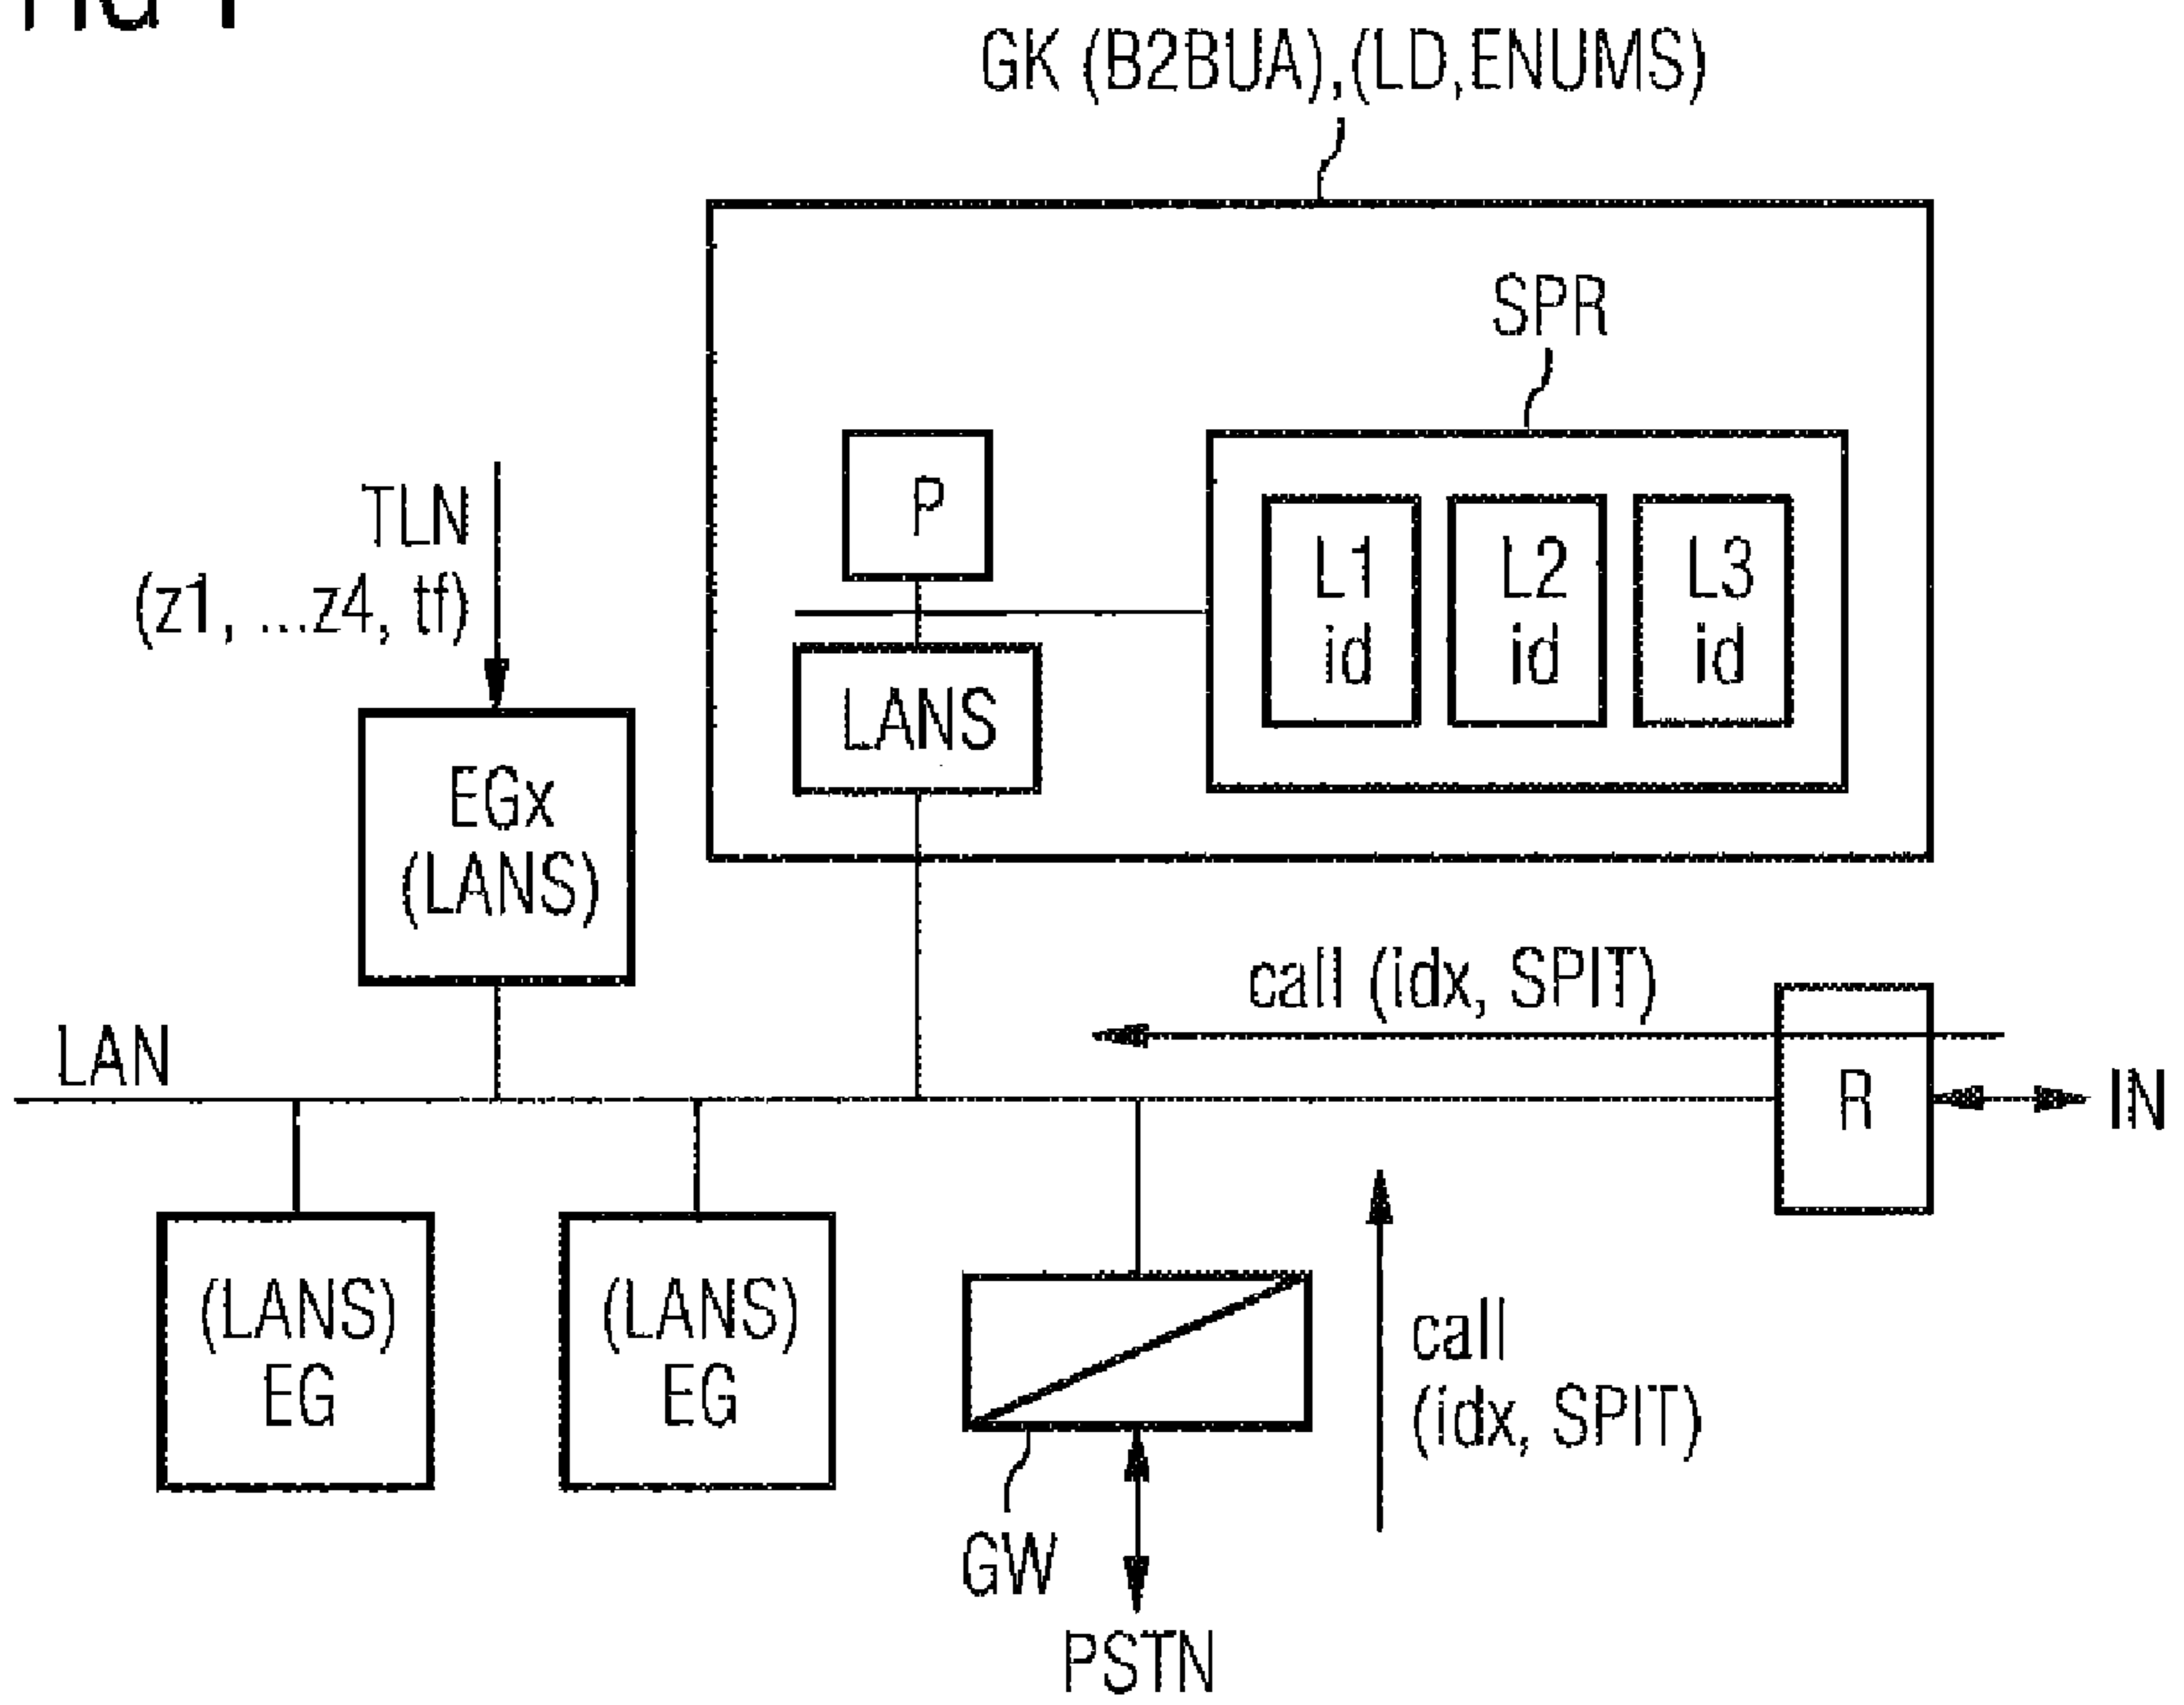 GK (B2BUA),(LD,ENUMS)
SPR
P
L1
id
L2
id
L3
id
TLN
(z1, ...z4, tf)
LANS
EGx
(LANS)
call (idx, SPIT)
LAN
R
IN
(LANS)
EG
(LANS)
EG
call
(idx, SPIT)
GW
PSTN